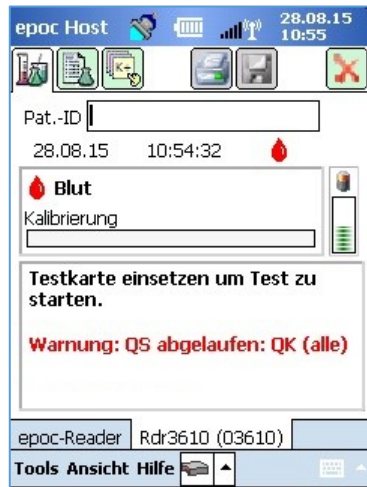 epoc Host 28.08.15
10:55
K+
Pat.-ID
28.08.15 10:54:32
Blut
Kalibrierung
Testkarte einsetzen um Test zu
starten.
Warnung: QS abgelaufen: QK (alle)
epoc-Reader Rdr3610 (03610)
Tools Ansicht Hilfe